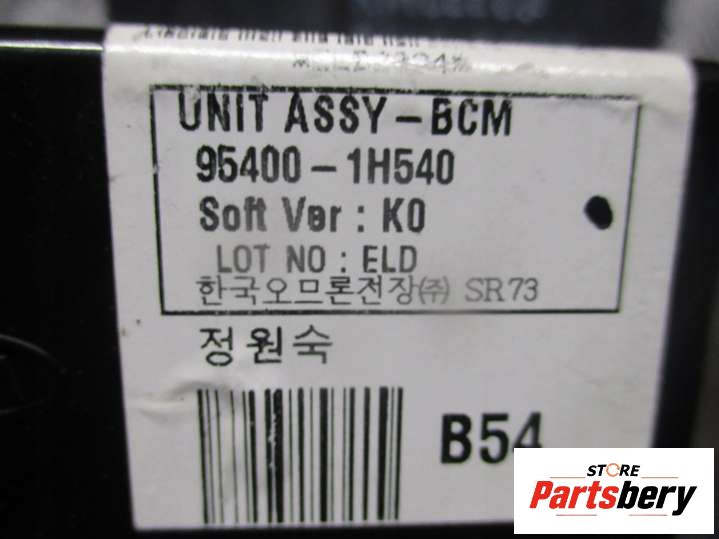 UNIT ASSY-BCM
95400-1H540
Soft Ver : K0
LOT NO : ELD
한국오므론전장㈜ SR73
정원숙
B54
STORE
Partsbery